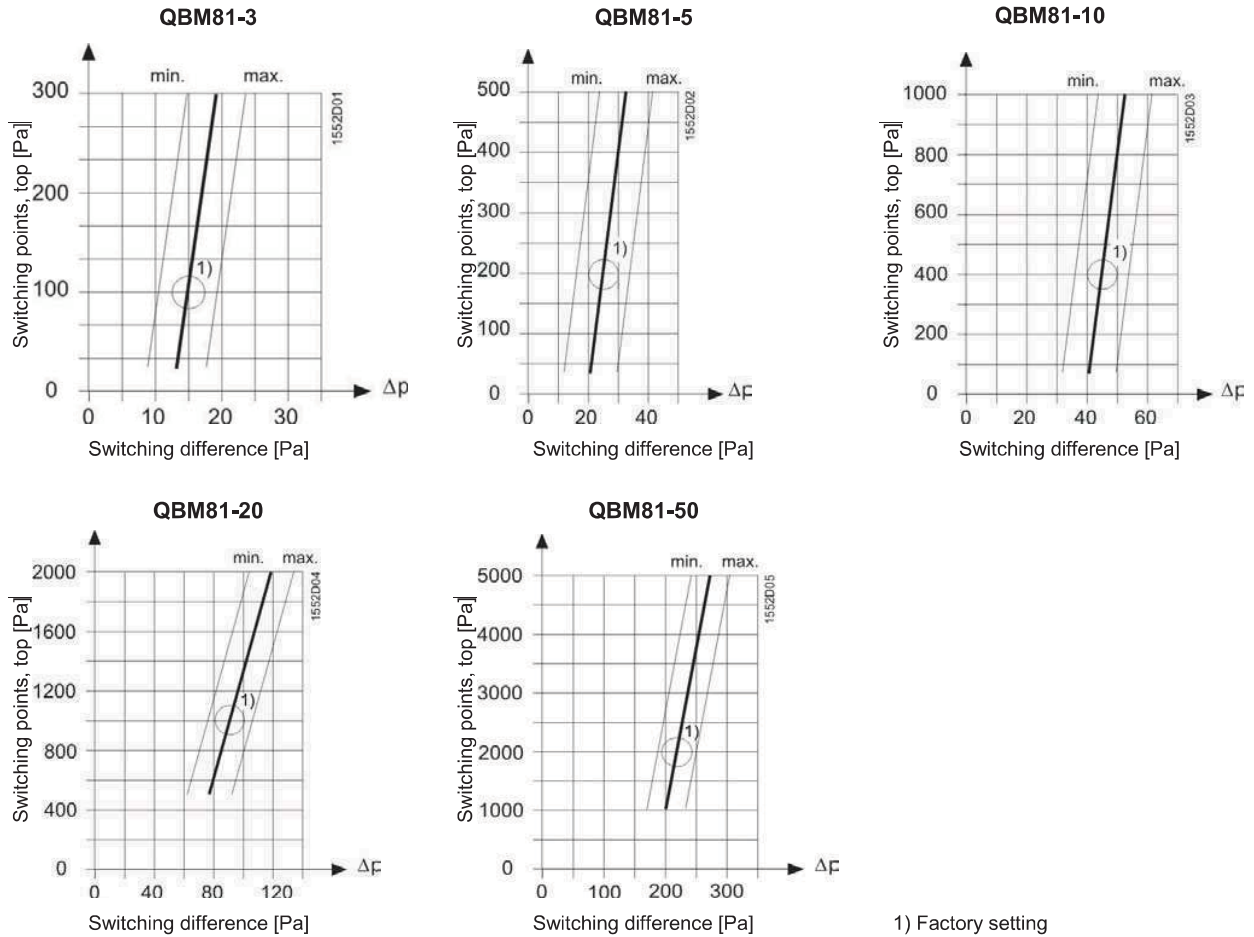 QBM81-3
min. max.
300
200
100
0
Switching points, top [Pa]
1552D01
1)
0 10 20 30
Δp
Switching difference [Pa]
QBM81-5
min. max.
500
400
300
200
100
0
Switching points, top [Pa]
1552D02
1)
0 20 40
Δp
Switching difference [Pa]
QBM81-10
min. max.
1000
800
600
400
200
0
Switching points, top [Pa]
1552D03
1)
0 20 40 60
Δp
Switching difference [Pa]
QBM81-20
min. max.
2000
1600
1200
800
400
0
Switching points, top [Pa]
1552D04
1)
0 40 80 120
Δp
Switching difference [Pa]
QBM81-50
min. max.
5000
4000
3000
2000
1000
0
Switching points, top [Pa]
1552D05
1)
0 100 200 300
Δp
Switching difference [Pa]
1) Factory setting